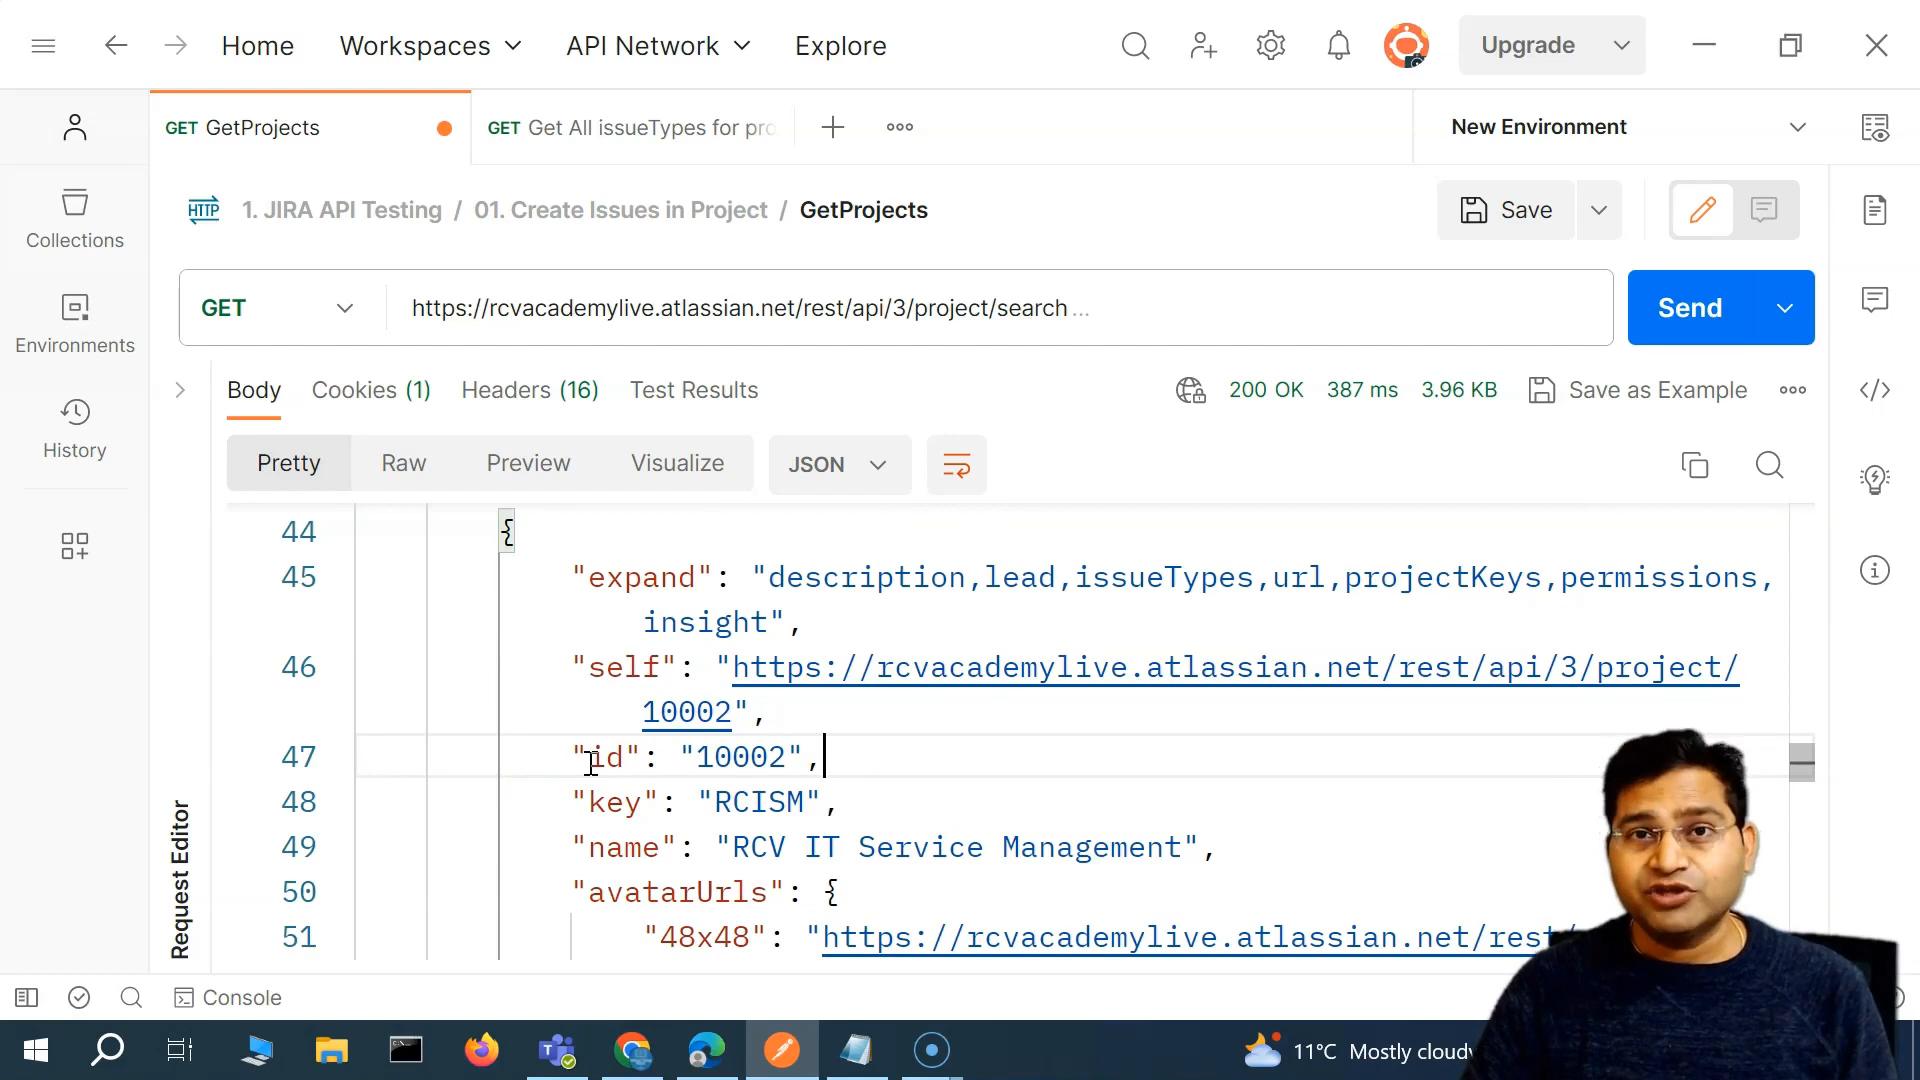 Home Workspaces API Network Explore Upgrade
GET GetProjects GET Get All issueTypes for pro New Environment
HTTP 1. JIRA API Testing / 01. Create Issues in Project / GetProjects Save
Collections
GET https://rcvacademylive.atlassian.net/rest/api/3/project/search ... Send
Environments
Body Cookies (1) Headers (16) Test Results 200 OK 387 ms 3.96 KB Save as Example
History
Pretty Raw Preview Visualize JSON
44 {
45 "expand": "description,lead,issueTypes,url,projectKeys,permissions,
insight",
46 "self": "https://rcvacademylive.atlassian.net/rest/api/3/project/
10002",
47 "id": "10002",
48 "key": "RCISM",
49 "name": "RCV IT Service Management",
50 "avatarUrls": {
51 "48x48": "https://rcvacademylive.atlassian.net/rest/
Request Editor
Console
11°C Mostly cloudy